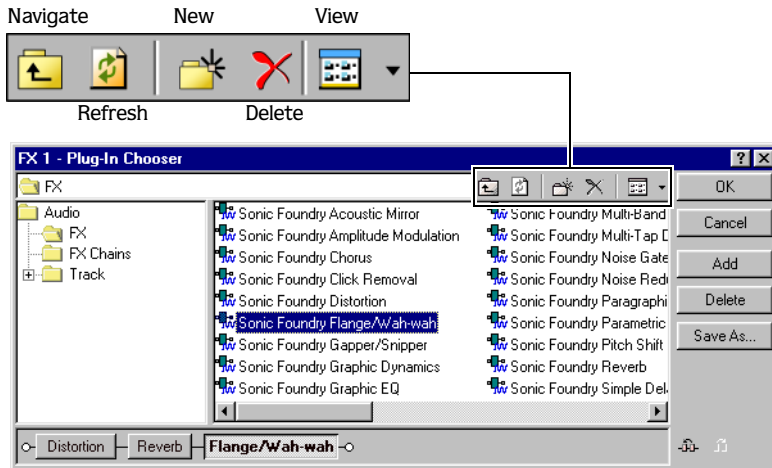 Navigate New View
Refresh Delete
FX 1 - Plug-In Chooser
FX
OK
Cancel
Add
Delete
Save As...
Audio
FX
FX Chains
Track
Sonic Foundry Acoustic Mirror
Sonic Foundry Amplitude Modulation
Sonic Foundry Chorus
Sonic Foundry Click Removal
Sonic Foundry Distortion
Sonic Foundry Flange/Wah-wah
Sonic Foundry Gapper/Snipper
Sonic Foundry Graphic Dynamics
Sonic Foundry Graphic EQ
Sonic Foundry Multi-Band
Sonic Foundry Multi-Tap
Sonic Foundry Noise Gate
Sonic Foundry Noise
Sonic Foundry
Sonic Foundry Parametric
Sonic Foundry Pitch Shift
Sonic Foundry Reverb
Sonic Foundry Simple
Distortion Reverb Flange/Wah-wah